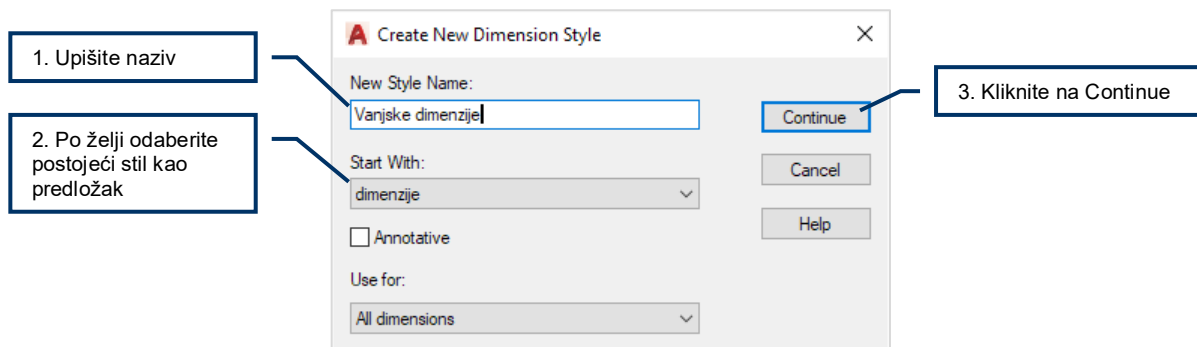 1. Upišite naziv
2. Po želji odaberite
postojeći stil kao
predložak
Create New Dimension Style
New Style Name:
Vanjske dimenzije
Start With:
dimenzije
Annotative
Use for:
All dimensions
Continue
Cancel
Help
3. Kliknite na Continue